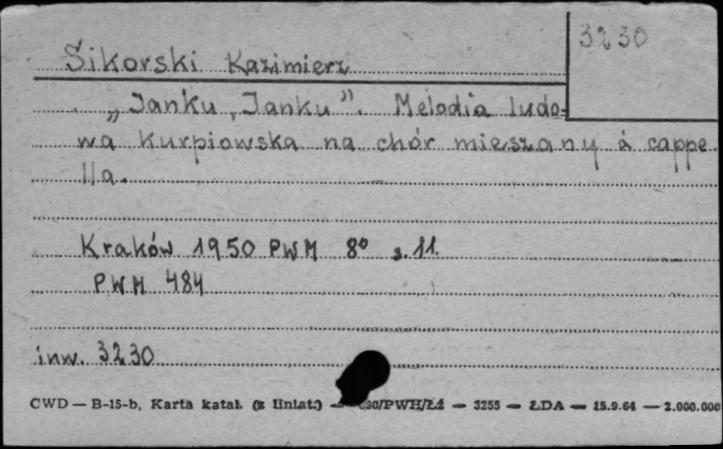 3230
Sikorski Kazimierz
„Janku, Janku”. Melodia ludo-
wa Kurpiowska na chór mieszany á cappe
lla.
Kraków 1950 PWM 8° s. 11.
PWM 484
inw. 3230
CWD — B-15-b, Karta katal. (z liniat.) — 30/PWH/Łź — 3255 — ŁDA — 15.9.64 — 2.000.000